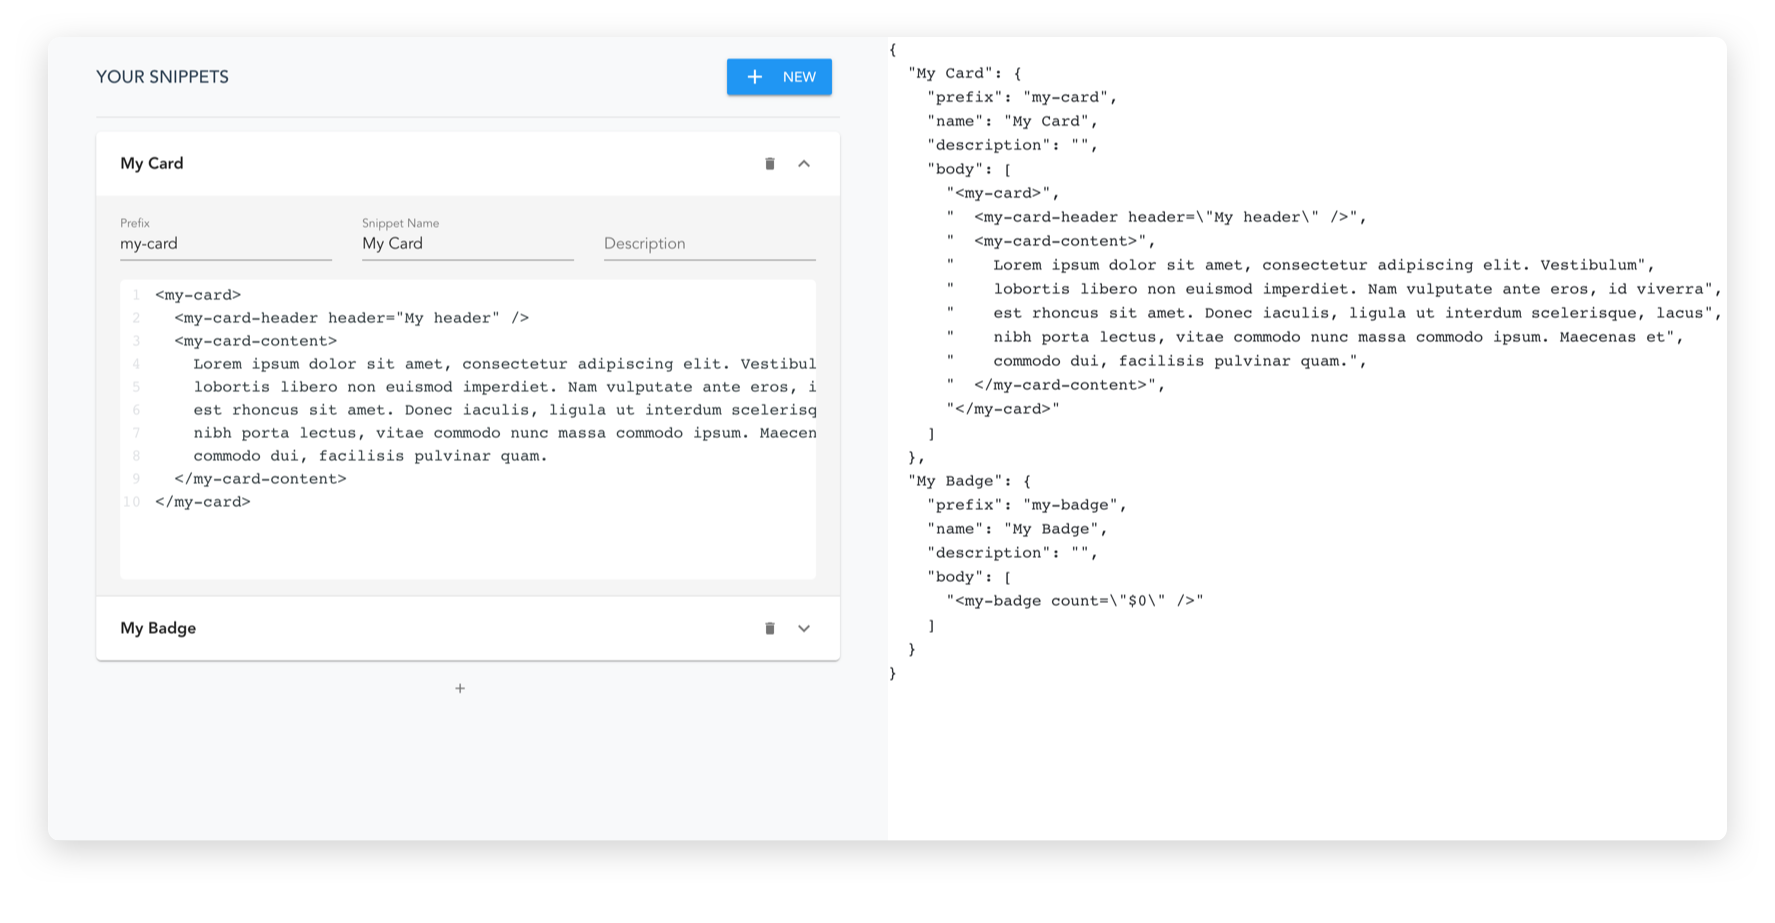 YOUR SNIPPETS
+ NEW
My Card
Prefix
my-card
Snippet Name
My Card
Description
1 <my-card>
2   <my-card-header header="My header" />
3   <my-card-content>
4     Lorem ipsum dolor sit amet, consectetur adipiscing elit. Vestibul
5     lobortis libero non euismod imperdiet. Nam vulputate ante eros, i
6     est rhoncus sit amet. Donec iaculis, ligula ut interdum scelerisq
7     nibh porta lectus, vitae commodo nunc massa commodo ipsum. Maecen
8     commodo dui, facilisis pulvinar quam.
9   </my-card-content>
10 </my-card>
My Badge
+
{
  "My Card": {
    "prefix": "my-card",
    "name": "My Card",
    "description": "",
    "body": [
      "<my-card>",
      "  <my-card-header header=\"My header\" />",
      "  <my-card-content>",
      "    Lorem ipsum dolor sit amet, consectetur adipiscing elit. Vestibulum",
      "    lobortis libero non euismod imperdiet. Nam vulputate ante eros, id viverra",
      "    est rhoncus sit amet. Donec iaculis, ligula ut interdum scelerisque, lacus",
      "    nibh porta lectus, vitae commodo nunc massa commodo ipsum. Maecenas et",
      "    commodo dui, facilisis pulvinar quam.",
      "  </my-card-content>",
      "</my-card>"
    ]
  },
  "My Badge": {
    "prefix": "my-badge",
    "name": "My Badge",
    "description": "",
    "body": [
      "<my-badge count=\"$0\" />"
    ]
  }
}